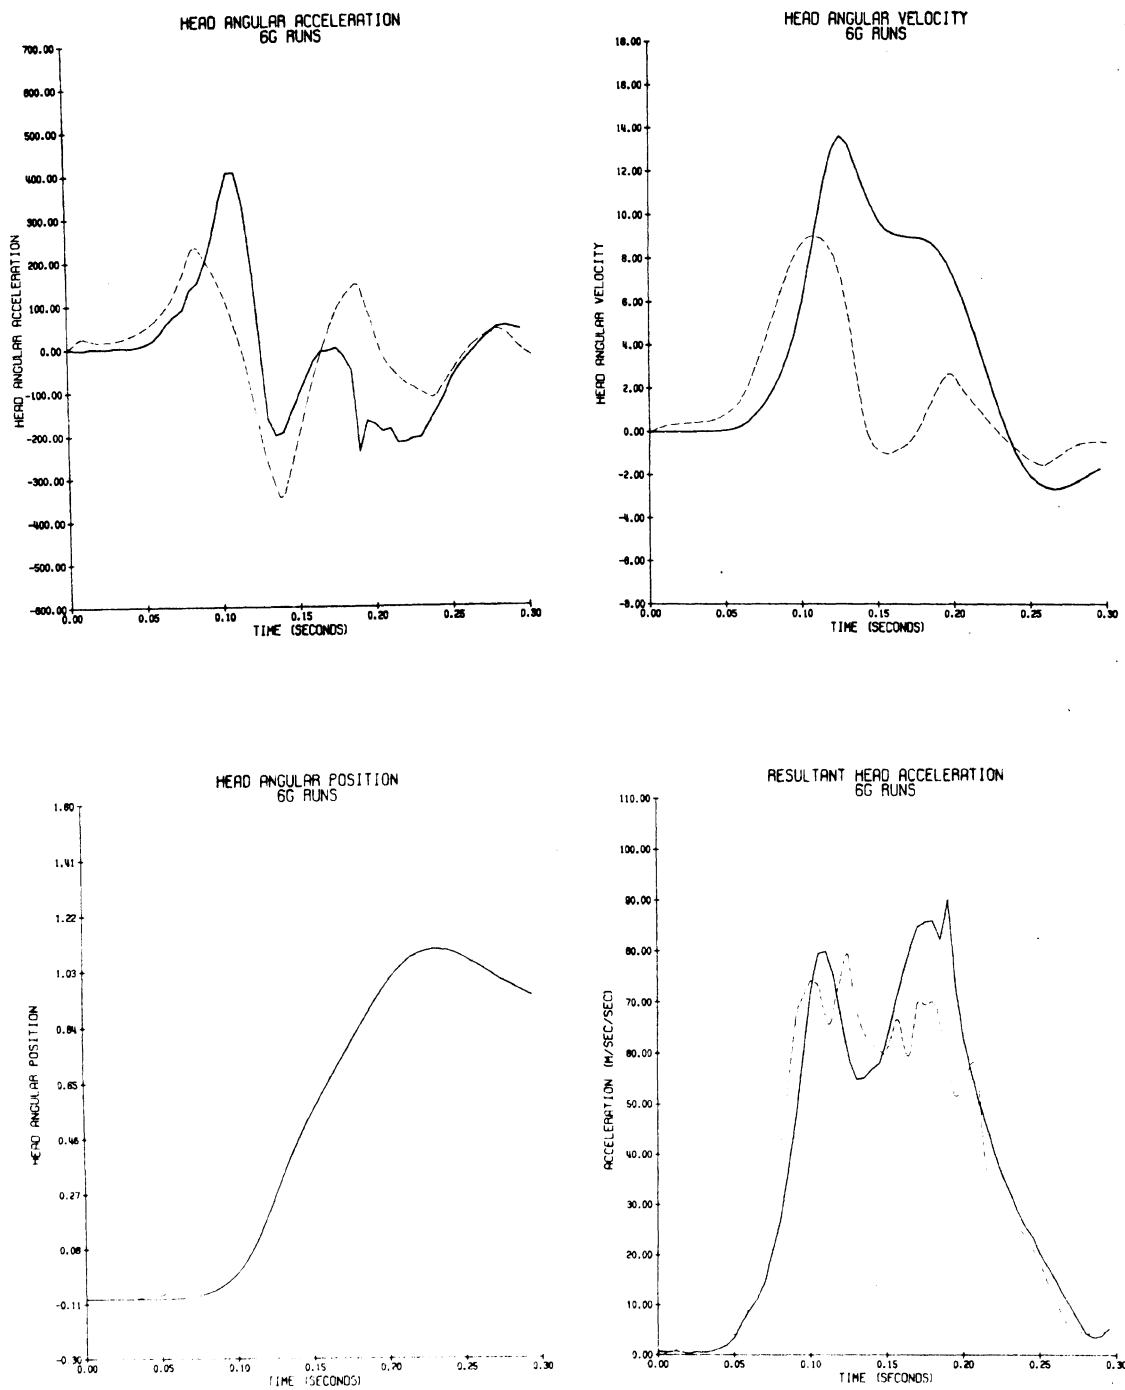 HEAD ANGULAR ACCELERATION
6G RUNS
700.00
600.00
500.00
400.00
300.00
200.00
100.00
0.00
-100.00
-200.00
-300.00
-400.00
-500.00
-600.00
HEAD ANGULAR ACCELERATION
0.00 0.05 0.10 0.15 0.20 0.25 0.30
TIME (SECONDS)
HEAD ANGULAR VELOCITY
6G RUNS
18.00
16.00
14.00
12.00
10.00
8.00
6.00
4.00
2.00
0.00
-2.00
-4.00
-6.00
-8.00
HEAD ANGULAR VELOCITY
0.00 0.05 0.10 0.15 0.20 0.25 0.30
TIME (SECONDS)
HEAD ANGULAR POSITION
6G RUNS
1.60
1.41
1.22
1.03
0.84
0.65
0.46
0.27
0.08
-0.11
-0.30
HEAD ANGULAR POSITION
0.00 0.05 0.10 0.15 0.20 0.25 0.30
TIME (SECONDS)
RESULTANT HEAD ACCELERATION
6G RUNS
110.00
100.00
90.00
80.00
70.00
60.00
50.00
40.00
30.00
20.00
10.00
0.00
ACCELERATION (M/SEC/SEC)
0.00 0.05 0.10 0.15 0.20 0.25 0.30
TIME (SECONDS)